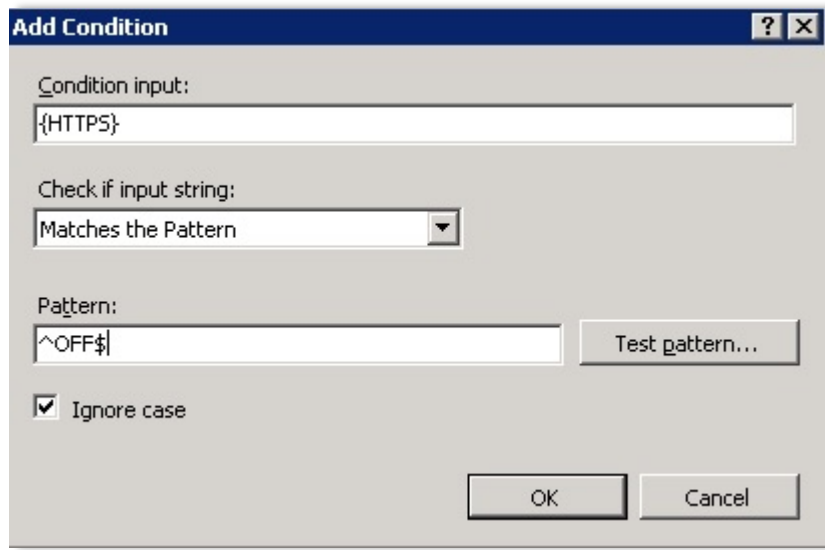 Add Condition
Condition input:
{HTTPS}
Check if input string:
Matches the Pattern
Pattern:
^OFF$
Test pattern...
Ignore case
OK Cancel